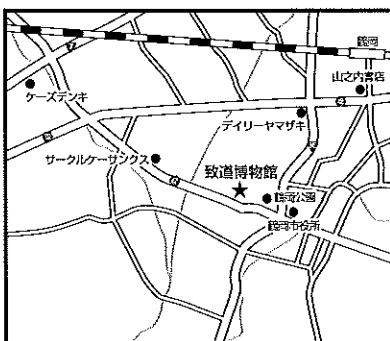 鶴岡
山之内書店
ケーズデンキ
デイリーヤマザキ
サークルケーサンクス
致道博物館
鶴岡公園
鶴岡市役所